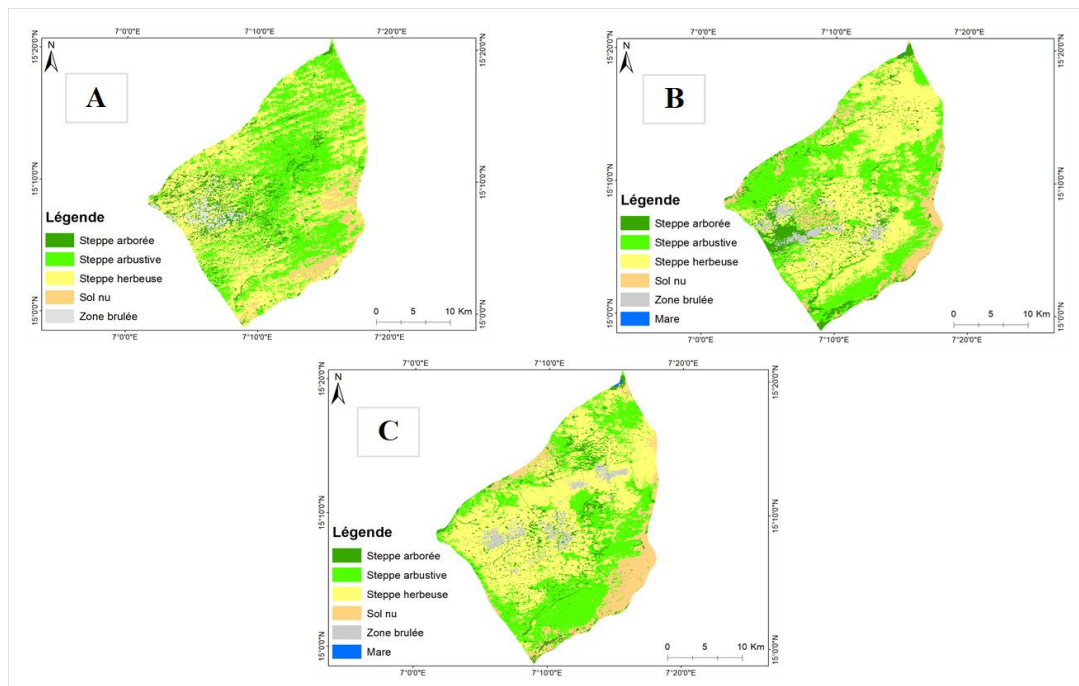 7°0'0"E 7°10'0"E 7°20'0"E
N
A
15°20'0"N
15°20'0"N
15°10'0"N
15°10'0"N
15°0'0"N
15°0'0"N
Légende
Steppe arborée
Steppe arbustive
Steppe herbeuse
Sol nu
Zone brulée
0 5 10 Km
7°0'0"E 7°10'0"E 7°20'0"E
7°0'0"E 7°10'0"E 7°20'0"E
N
B
15°20'0"N
15°20'0"N
15°10'0"N
15°10'0"N
15°0'0"N
15°0'0"N
Légende
Steppe arborée
Steppe arbustive
Steppe herbeuse
Sol nu
Zone brulée
Mare
0 5 10 Km
7°0'0"E 7°10'0"E 7°20'0"E
7°0'0"E 7°10'0"E 7°20'0"E
N
C
15°20'0"N
15°20'0"N
15°10'0"N
15°10'0"N
15°0'0"N
15°0'0"N
Légende
Steppe arborée
Steppe arbustive
Steppe herbeuse
Sol nu
Zone brulée
Mare
0 5 10 Km
7°0'0"E 7°10'0"E 7°20'0"E